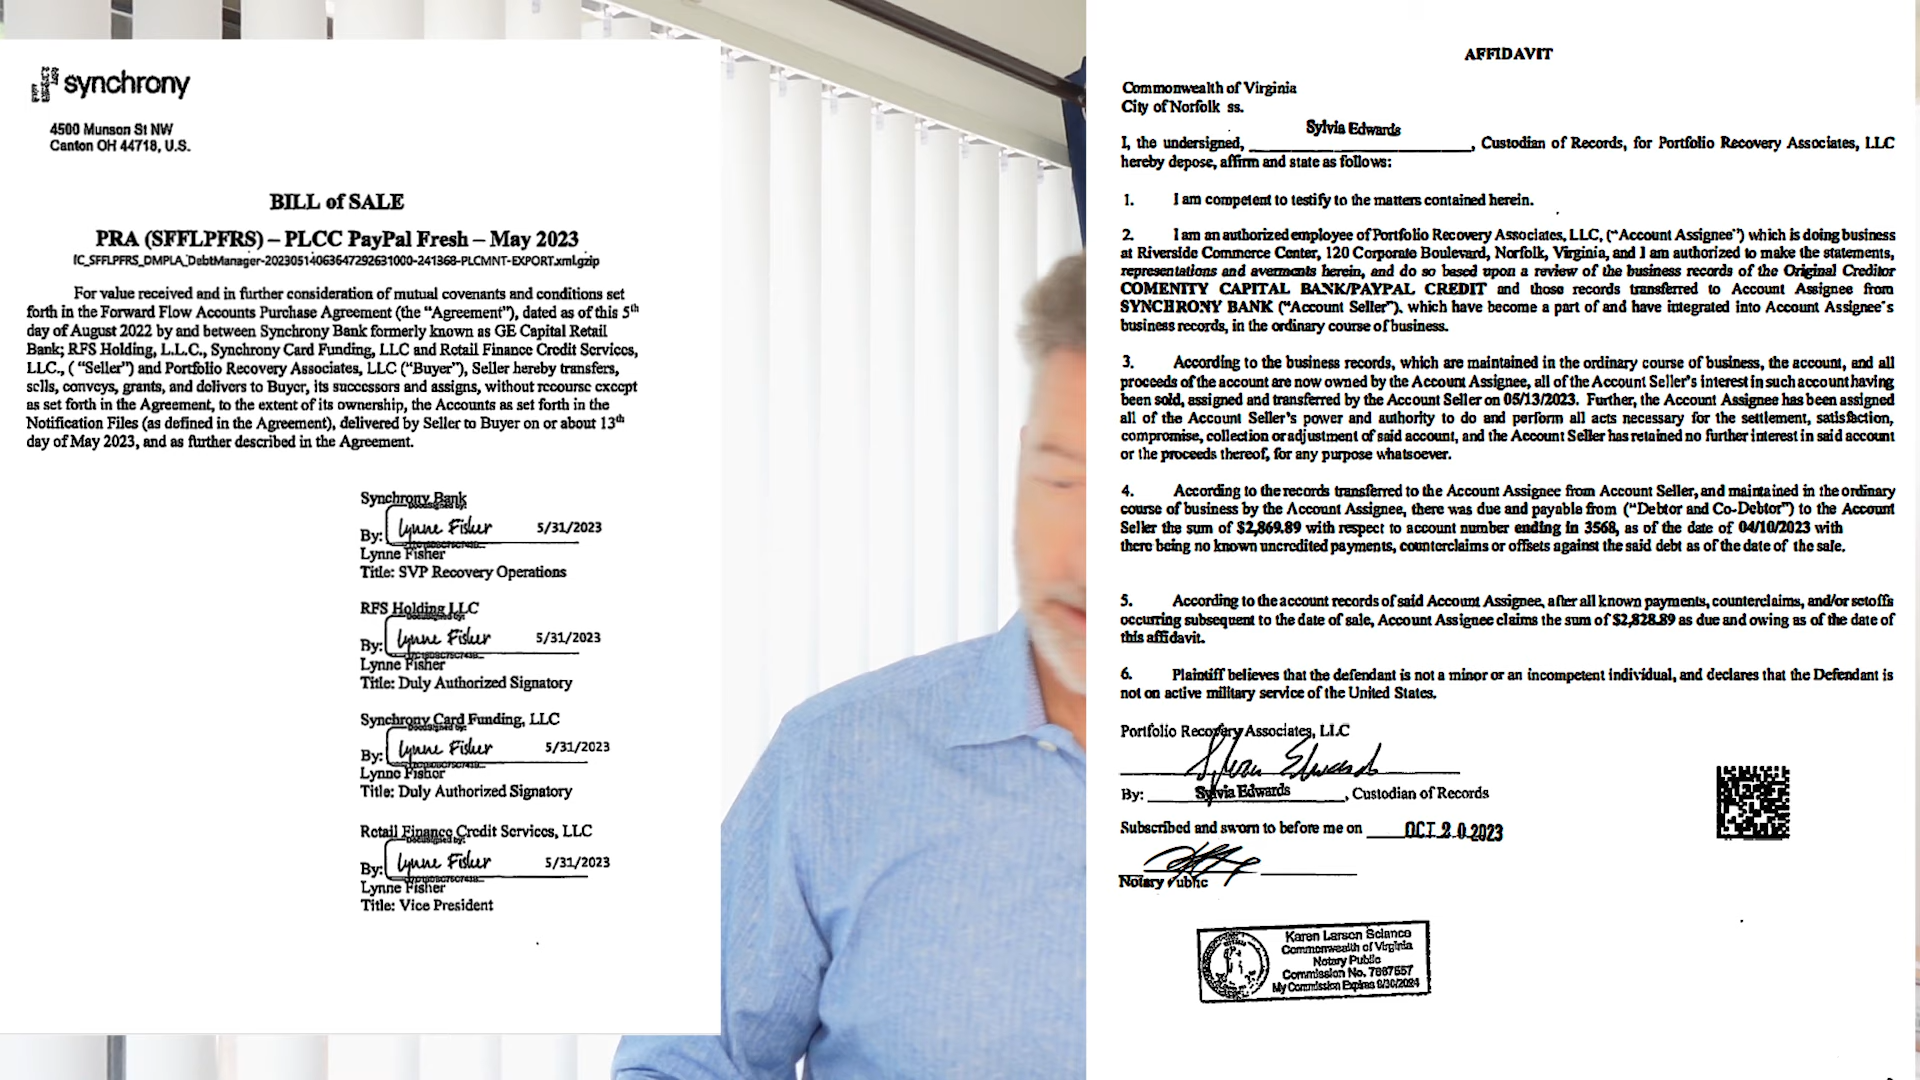 synchrony
4500 Munson St NW
Canton OH 44718, U.S.
BILL of SALE
PRA (SFFLPFRS) – PLCC PayPal Fresh – May 2023
IC_SFFLPFRS_DMPLA_DebtManager-20230514063647292631000-241368-PLCMNT-EXPORT.xml.gzip
For value received and in further consideration of mutual covenants and conditions set
forth in the Forward Flow Accounts Purchase Agreement (the “Agreement”), dated as of this 5th
day of August 2022 by and between Synchrony Bank formerly known as GE Capital Retail
Bank; RFS Holding, L.L.C., Synchrony Card Funding, LLC and Retail Finance Credit Services,
LLC., ( “Seller”) and Portfolio Recovery Associates, LLC (“Buyer”), Seller hereby transfers,
sells, conveys, grants, and delivers to Buyer, its successors and assigns, without recourse except
as set forth in the Agreement, to the extent of its ownership, the Accounts as set forth in the
Notification Files (as defined in the Agreement), delivered by Seller to Buyer on or about 13th
day of May 2023, and as further described in the Agreement.
Synchrony Bank
DocuSigned by:
By: Lynne Fisher 5/31/2023
Lynne Fisher
Title: SVP Recovery Operations
RFS Holding LLC
DocuSigned by:
By: Lynne Fisher 5/31/2023
Lynne Fisher
Title: Duly Authorized Signatory
Synchrony Card Funding, LLC
DocuSigned by:
By: Lynne Fisher 5/31/2023
Lynne Fisher
Title: Duly Authorized Signatory
Retail Finance Credit Services, LLC
DocuSigned by:
By: Lynne Fisher 5/31/2023
Lynne Fisher
Title: Vice President
AFFIDAVIT
Commonwealth of Virginia
City of Norfolk ss.
Sylvia Edwards
I, the undersigned, , Custodian of Records, for Portfolio Recovery Associates, LLC
hereby depose, affirm and state as follows:
1. I am competent to testify to the matters contained herein.
2. I am an authorized employee of Portfolio Recovery Associates, LLC, (“Account Assignee”) which is doing business
at Riverside Commerce Center, 120 Corporate Boulevard, Norfolk, Virginia, and I am authorized to make the statements,
representations and averments herein, and do so based upon a review of the business records of the Original Creditor
COMENITY CAPITAL BANK/PAYPAL CREDIT and those records transferred to Account Assignee from
SYNCHRONY BANK (“Account Seller”), which have become a part of and have integrated into Account Assignee's
business records, in the ordinary course of business.
3. According to the business records, which are maintained in the ordinary course of business, the account, and all
proceeds of the account are now owned by the Account Assignee, all of the Account Seller's interest in such account having
been sold, assigned and transferred by the Account Seller on 05/13/2023. Further, the Account Assignee has been assigned
all of the Account Seller's power and authority to do and perform all acts necessary for the settlement, satisfaction,
compromise, collection or adjustment of said account, and the Account Seller has retained no further interest in said account
or the proceeds thereof, for any purpose whatsoever.
4. According to the records transferred to the Account Assignee from Account Seller, and maintained in the ordinary
course of business by the Account Assignee, there was due and payable from (“Debtor and Co-Debtor”) to the Account
Seller the sum of $2,869.89 with respect to account number ending in 3568, as of the date of 04/10/2023 with
there being no known uncredited payments, counterclaims or offsets against the said debt as of the date of the sale.
5. According to the account records of said Account Assignee, after all known payments, counterclaims, and/or setoffs
occurring subsequent to the date of sale, Account Assignee claims the sum of $2,828.89 as due and owing as of the date of
this affidavit.
6. Plaintiff believes that the defendant is not a minor or an incompetent individual, and declares that the Defendant is
not on active military service of the United States.
Portfolio Recovery Associates, LLC
Sylvia Edwards
By: Sylvia Edwards , Custodian of Records
Subscribed and sworn to before me on OCT 20 2023
Notary Public
Karen Larson Scianco
Commonwealth of Virginia
Notary Public
Commission No. 7867557
My Commission Expires 9/30/2024